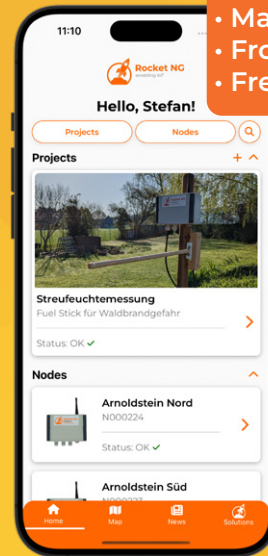 • Ma
• Fro
• Fre
11:10
Rocket NG
enabling IoT
Hello, Stefan!
Projects
Nodes
Projects
Streufeuchtemessung
Fuel Stick für Waldbrandgefahr
Status: OK
Nodes
Arnoldstein Nord
N000224
Status: OK
Arnoldstein Süd
Home
Map
News
Solutions